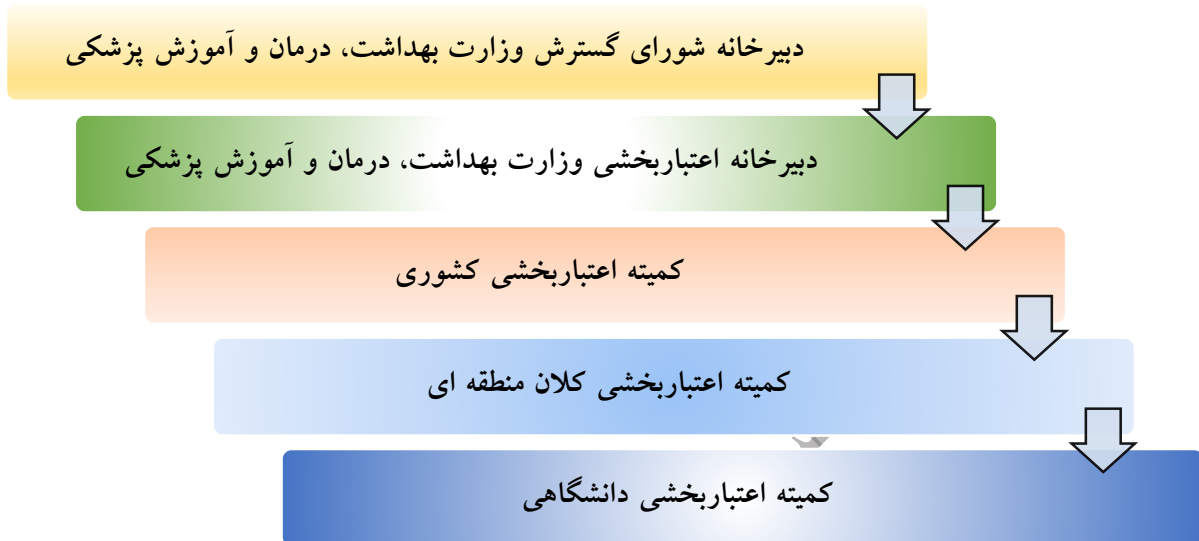 دبیرخانه شورای گسترش وزارت بهداشت، درمان و آموزش پزشکی
دبیرخانه اعتباربخشی وزارت بهداشت، درمان و آموزش پزشکی
کمیته اعتباربخشی کشوری
کمیته اعتباربخشی کلان منطقه ای
کمیته اعتباربخشی دانشگاهی